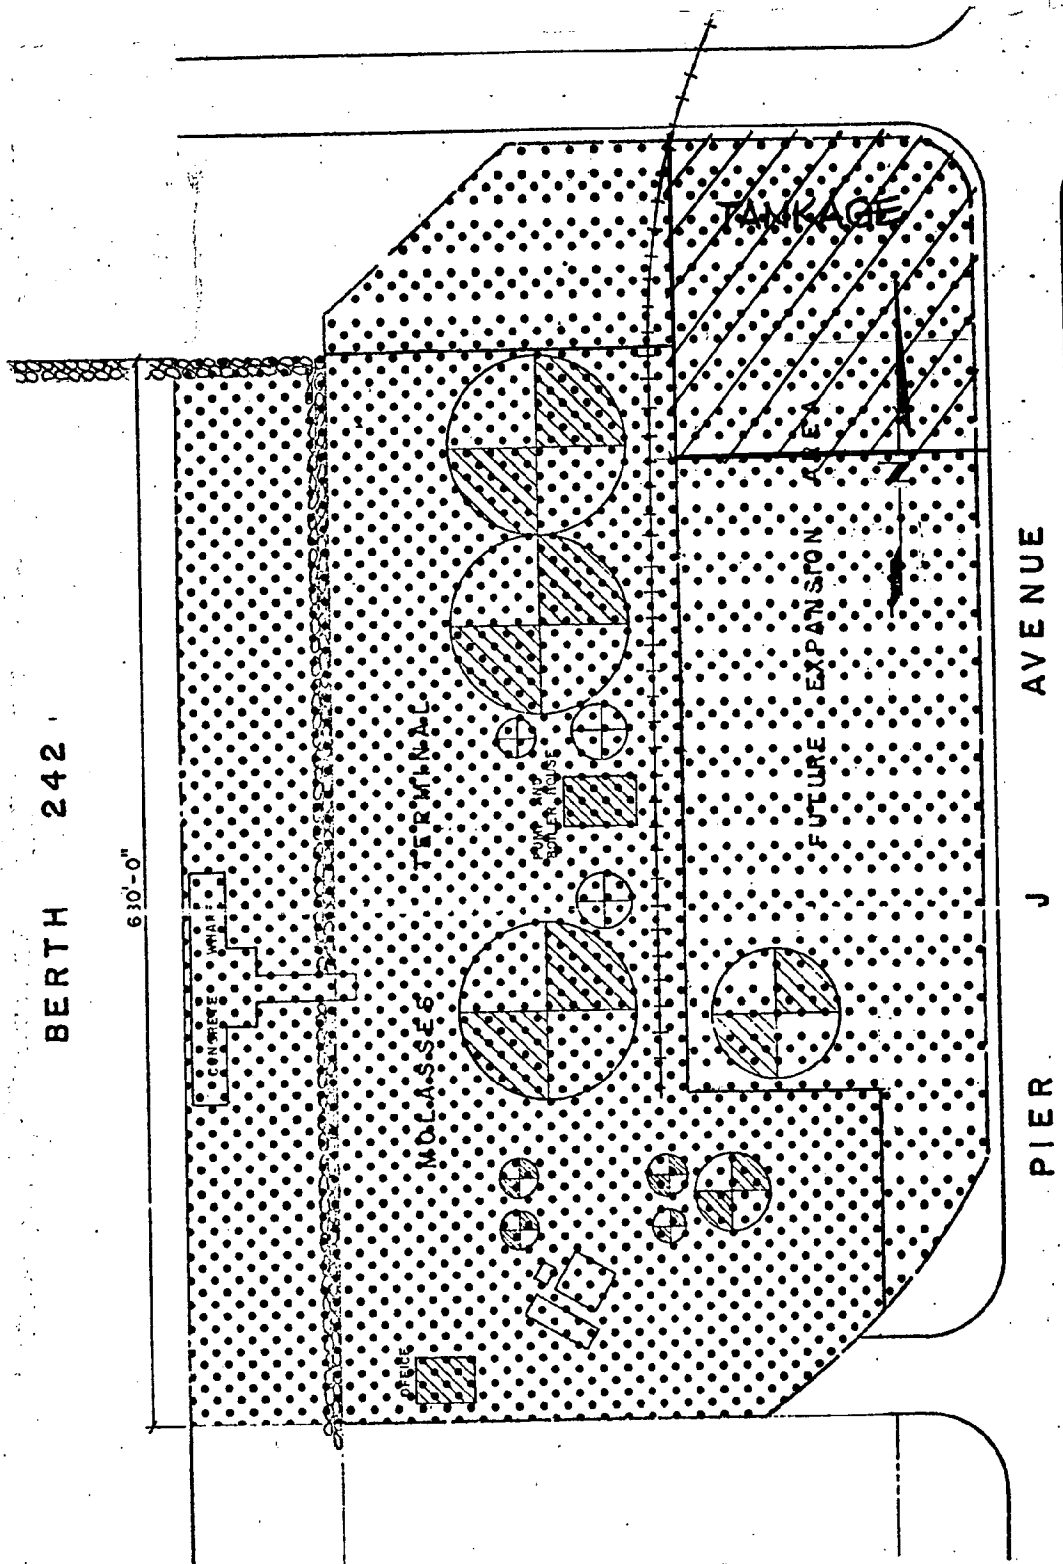 BERTH 242
630'-0"
CONCRETE WHARF
MOLASSES TERMINAL
PUMP AND
BOILER HOUSE
OFFICE
TANKAGE
FUTURE EXPANSION AREA
N
PIER J AVENUE